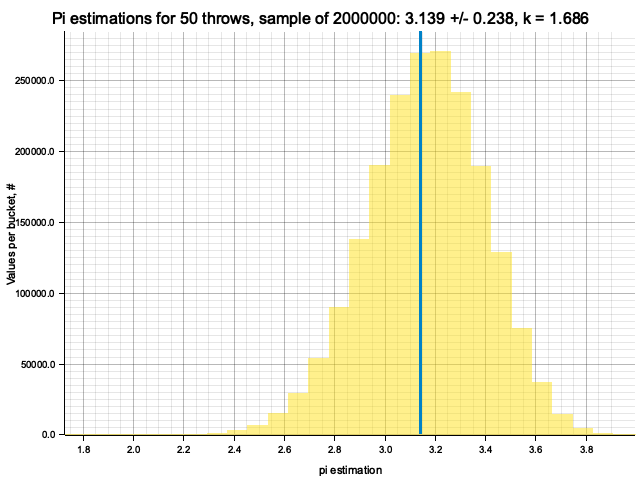 Pi estimations for 50 throws, sample of 2000000: 3.139 +/- 0.238, k = 1.686
Values per bucket, #
250000.0
200000.0
150000.0
100000.0
50000.0
0.0
1.8 2.0 2.2 2.4 2.6 2.8 3.0 3.2 3.4 3.6 3.8
pi estimation